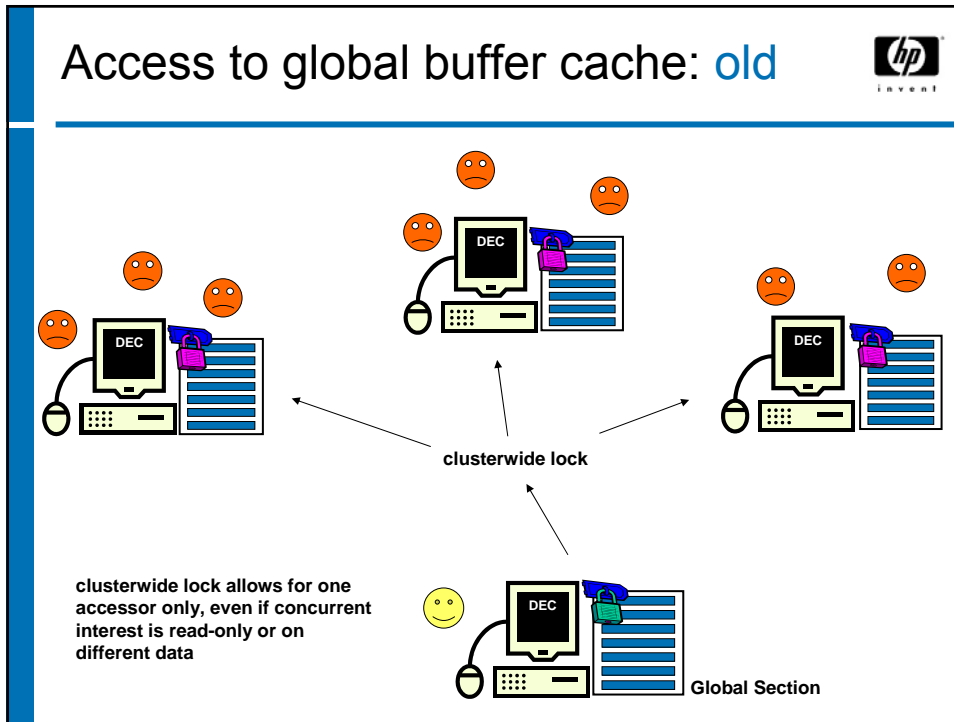 Access to global buffer cache: old
hp
invent
DEC
DEC
DEC
clusterwide lock
clusterwide lock allows for one
accessor only, even if concurrent
interest is read-only or on
different data
DEC
Global Section